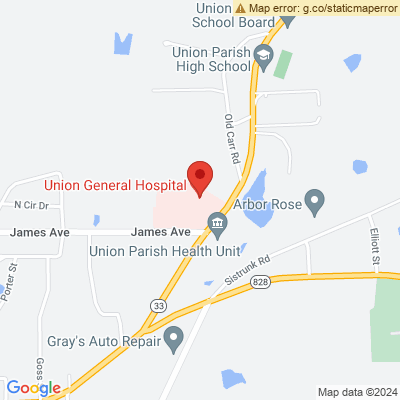 Map error: g.co/staticmaperror
Union
School Board
Union Parish
High School
Old Carr Rd
Union General Hospital
N Cir Dr
Arbor Rose
James Ave
James Ave
Union Parish Health Unit
Elliott St
Porter St
Sistrunk Rd
828
33
Gray's Auto Repair
Goss
Google
Map data ©2024